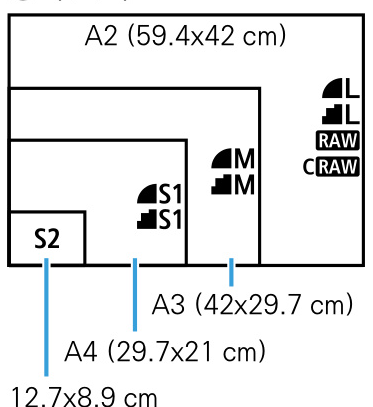 A2 (59.4x42 cm)
L
L
RAW
CRAW
M
M
S1
S1
S2
A3 (42x29.7 cm)
A4 (29.7x21 cm)
12.7x8.9 cm